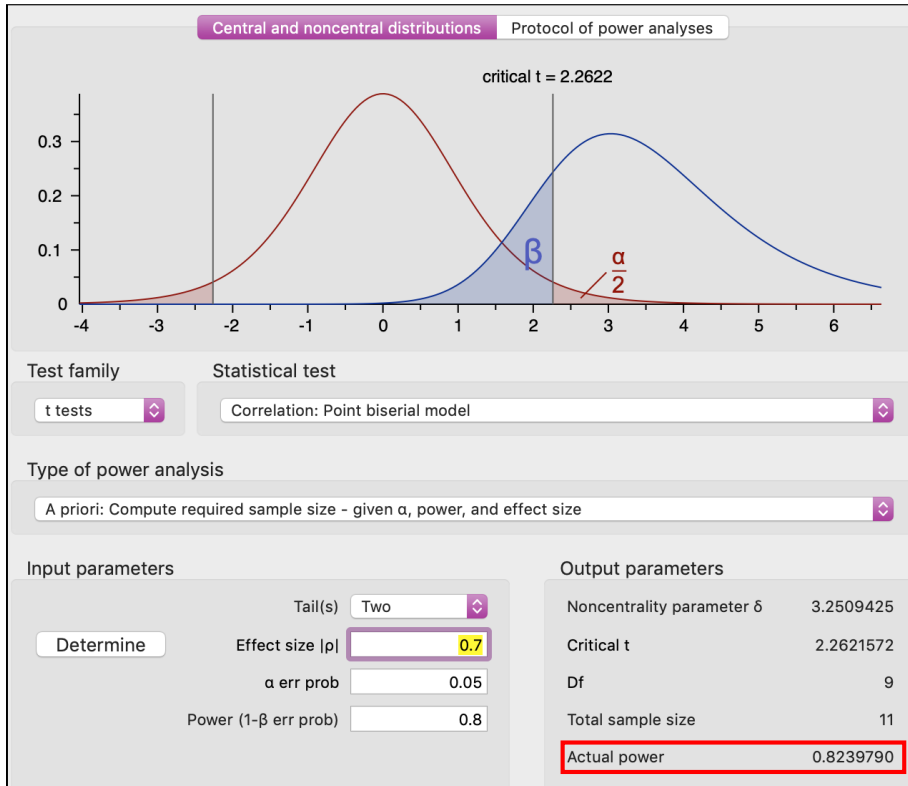 Central and noncentral distributions Protocol of power analyses
critical t = 2.2622
0.3
0.2
0.1
0
β
α
2
-4 -3 -2 -1 0 1 2 3 4 5 6
Test family Statistical test
t tests Correlation: Point biserial model
Type of power analysis
A priori: Compute required sample size - given α, power, and effect size
Input parameters
Tail(s) Two
Determine Effect size |ρ| 0.7
α err prob 0.05
Power (1-β err prob) 0.8
Output parameters
Noncentrality parameter δ 3.2509425
Critical t 2.2621572
Df 9
Total sample size 11
Actual power 0.8239790